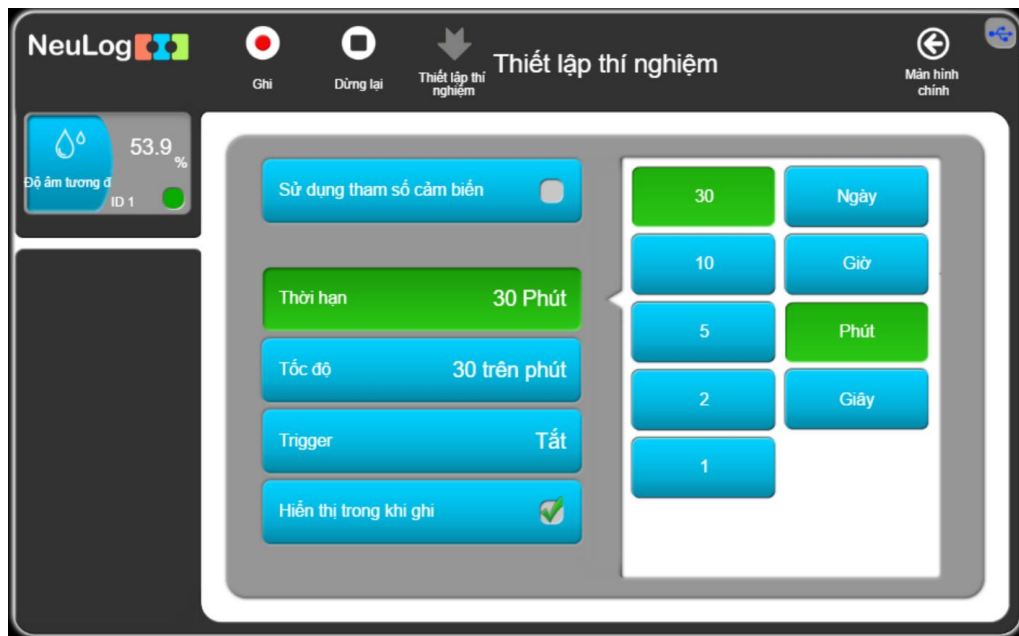 NeuLog
Ghi
Dừng lại
Thiết lập thí
nghiệm
Thiết lập thí nghiệm
Màn hình
chính
53.9
%
Độ ẩm tương đ
ID 1
Sử dụng tham số cảm biến
Thời hạn 30 Phút
Tốc độ 30 trên phút
Trigger Tắt
Hiển thị trong khi ghi
30 Ngày
10 Giờ
5 Phút
2 Giây
1